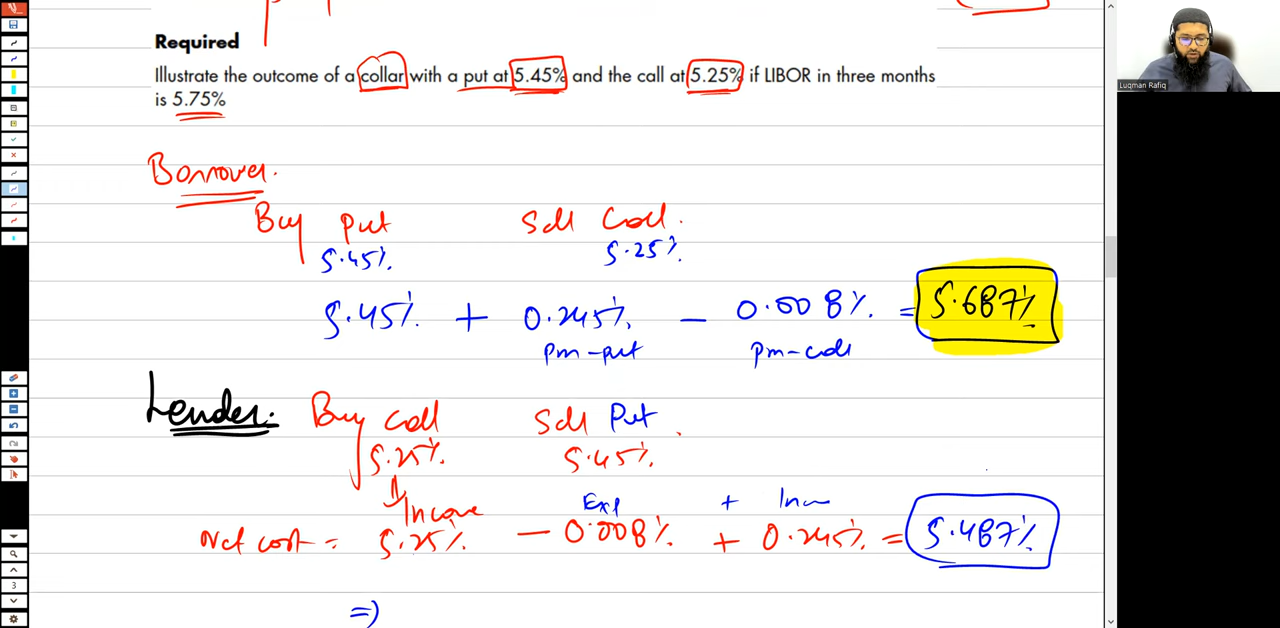 Required
Illustrate the outcome of a collar with a put at 5.45% and the call at 5.25% if LIBOR in three months
is 5.75%
Luqman Rafiq
Borrower.
Buy Put Sell Call.
5.45% 5.25%
5.45% + 0.245% - 0.008% = 5.687%
pm-put pm-call
Lender:
Buy Call Sell Put
5.25% 5.45%
Income Exp + Inc
Net cost = 5.25% - 0.008% + 0.245% = 5.487%
=>
3